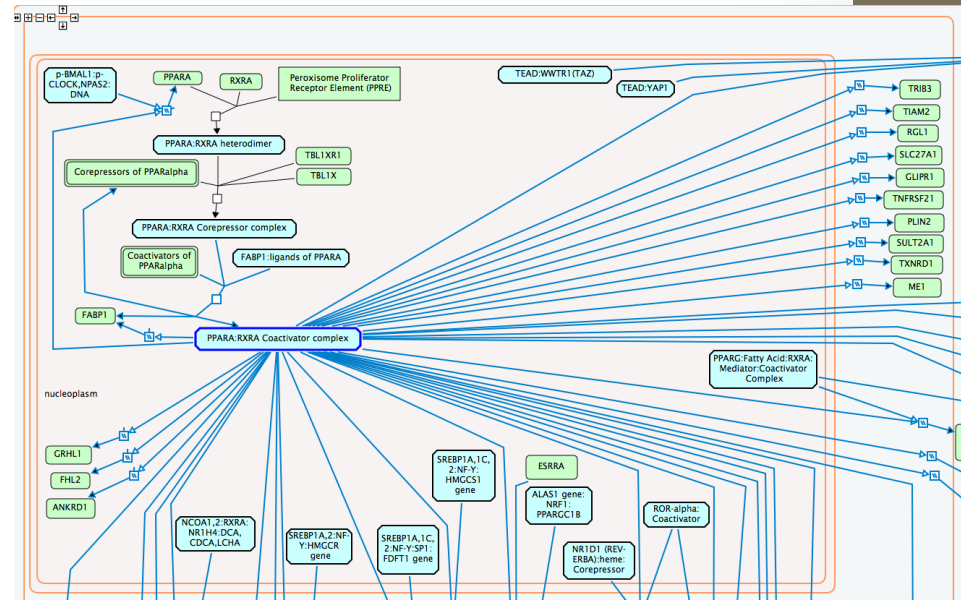 p-BMAL1:p-
CLOCK,NPAS2:
DNA
PPARA
RXRA
Peroxisome Proliferator
Receptor Element (PPRE)
TEAD:WWTR1(TAZ)
TEAD:YAP1
TRIB3
TIAM2
RGL1
SLC27A1
GLIPR1
TNFRSF21
PLIN2
SULT2A1
TXNRD1
ME1
PPARA:RXRA heterodimer
TBL1XR1
TBL1X
Corepressors of PPARalpha
PPARA:RXRA Corepressor complex
Coactivators of
PPARalpha
FABP1:ligands of PPARA
FABP1
PPARA:RXRA Coactivator complex
PPARG:Fatty Acid:RXRA:
Mediator:Coactivator
Complex
nucleoplasm
GRHL1
FHL2
ANKRD1
SREBP1A,1C,
2:NF-Y:
HMGCS1
gene
ESRRA
ALAS1 gene:
NRF1:
PPARGC1B
ROR-alpha:
Coactivator
NCOA1,2:RXRA:
NR1H4:DCA,
CDCA,LCHA
SREBP1A,2:NF-
Y:HMGCR
gene
SREBP1A,1C,
2:NF-Y:SP1:
FDFT1 gene
NR1D1 (REV-
ERBA):heme:
Corepressor